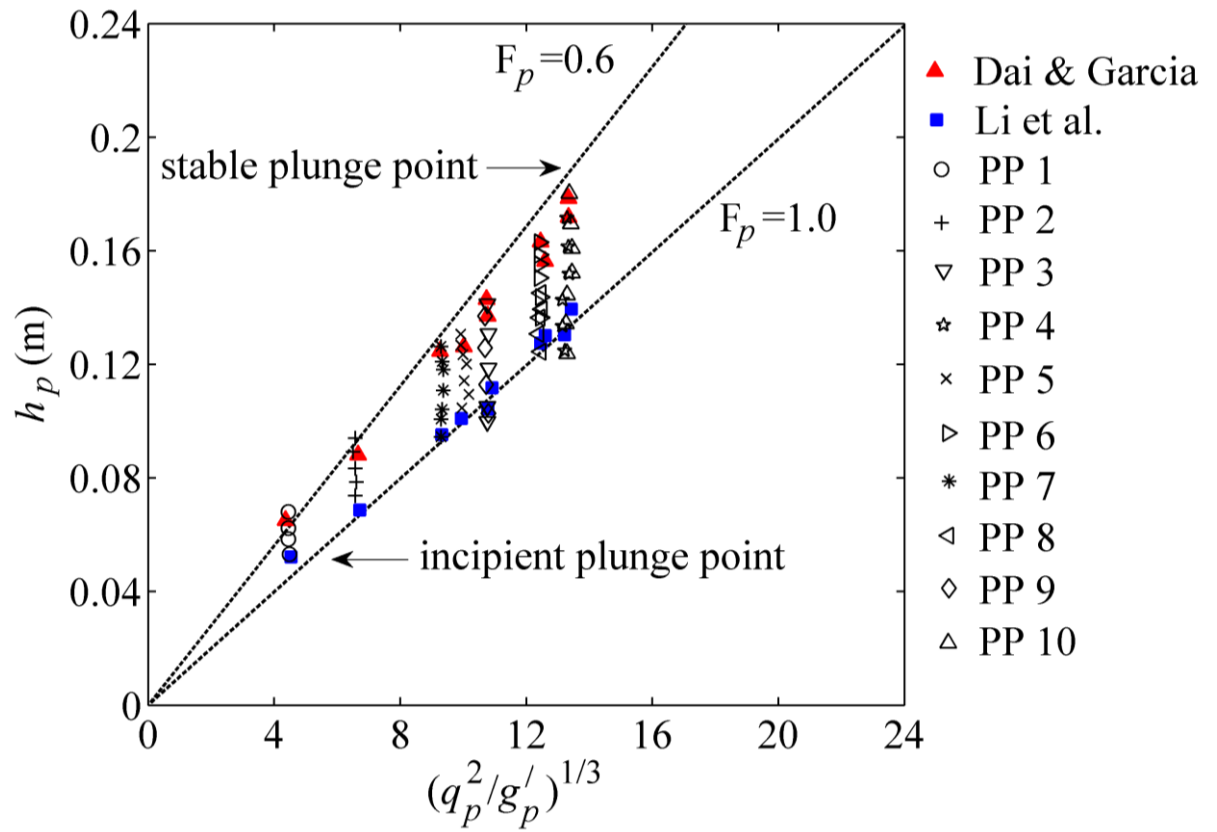 0.24
0.2
0.16
0.12
0.08
0.04
0
0 4 8 12 16 20 24
h_p (m)
(q_p^2/g_p^/)^{1/3}
F_p=0.6
stable plunge point
F_p=1.0
incipient plunge point
Dai & Garcia
Li et al.
PP 1
PP 2
PP 3
PP 4
PP 5
PP 6
PP 7
PP 8
PP 9
PP 10